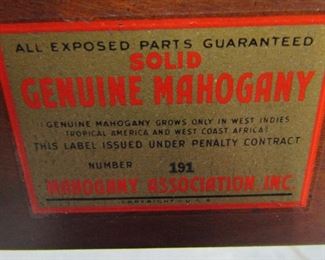 ALL EXPOSED PARTS GUARANTEED
SOLID
GENUINE MAHOGANY
(GENUINE MAHOGANY GROWS ONLY IN WEST INDIES
TROPICAL AMERICA AND WEST COAST AFRICA)
THIS LABEL ISSUED UNDER PENALTY CONTRACT
NUMBER 191
MAHOGANY ASSOCIATION, INC.
COPYRIGHT U.S.